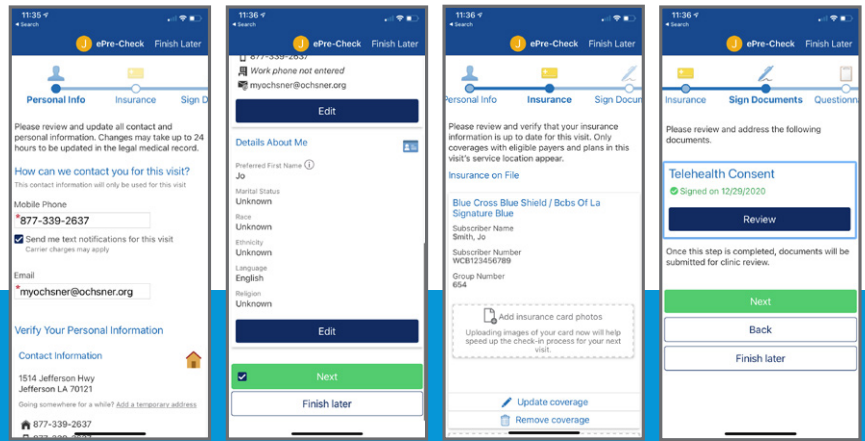 11:35
◂ Search
J ePre-Check Finish Later
Personal Info Insurance Sign D
Please review and update all contact and
personal information. Changes may take up to 24
hours to be updated in the legal medical record.
How can we contact you for this visit?
This contact information will only be used for this visit
Mobile Phone
*877-339-2637
Send me text notifications for this visit
Carrier charges may apply
Email
*myochsner@ochsner.org
Verify Your Personal Information
Contact Information
1514 Jefferson Hwy
Jefferson LA 70121
Going somewhere for a while? Add a temporary address
877-339-2637
877-339-2637
11:36
◂ Search
J ePre-Check Finish Later
877-339-2637
Work phone not entered
myochsner@ochsner.org
Edit
Details About Me
Preferred First Name
Jo
Marital Status
Unknown
Race
Unknown
Ethnicity
Unknown
Language
English
Religion
Unknown
Edit
Next
Finish later
11:36
◂ Search
J ePre-Check Finish Later
Personal Info Insurance Sign Docun
Please review and verify that your insurance
information is up to date for this visit. Only
coverages with eligible payers and plans in this
visit's service location appear.
Insurance on File
Blue Cross Blue Shield / Bcbs Of La
Signature Blue
Subscriber Name
Smith, Jo
Subscriber Number
WCB123456789
Group Number
654
Add insurance card photos
Uploading images of your card now will help
speed up the check-in process for your next
visit.
Update coverage
Remove coverage
11:36
◂ Search
J ePre-Check Finish Later
Insurance Sign Documents Questionn
Please review and address the following
documents.
Telehealth Consent
Signed on 12/29/2020
Review
Once this step is completed, documents will be
submitted for clinic review.
Next
Back
Finish later